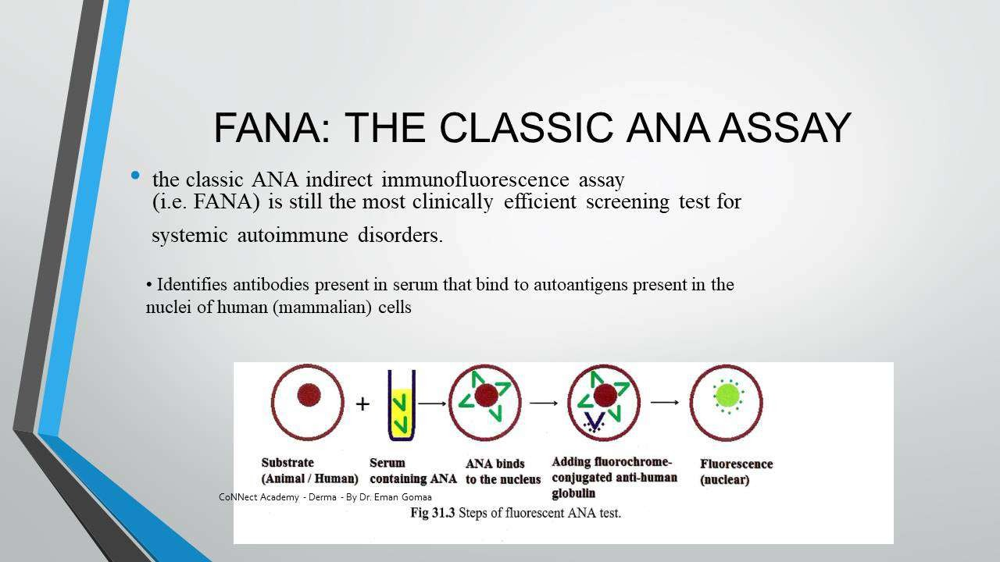 FANA: THE CLASSIC ANA ASSAY
• the classic ANA indirect immunofluorescence assay
(i.e. FANA) is still the most clinically efficient screening test for
systemic autoimmune disorders.
• Identifies antibodies present in serum that bind to autoantigens present in the
nuclei of human (mammalian) cells
+
Substrate
(Animal / Human)
Serum
containing ANA
ANA binds
to the nucleus
Adding fluorochrome-
conjugated anti-human
globulin
Fluorescence
(nuclear)
CoNNect Academy - Derma - By Dr. Eman Gomaa
Fig 31.3 Steps of fluorescent ANA test.